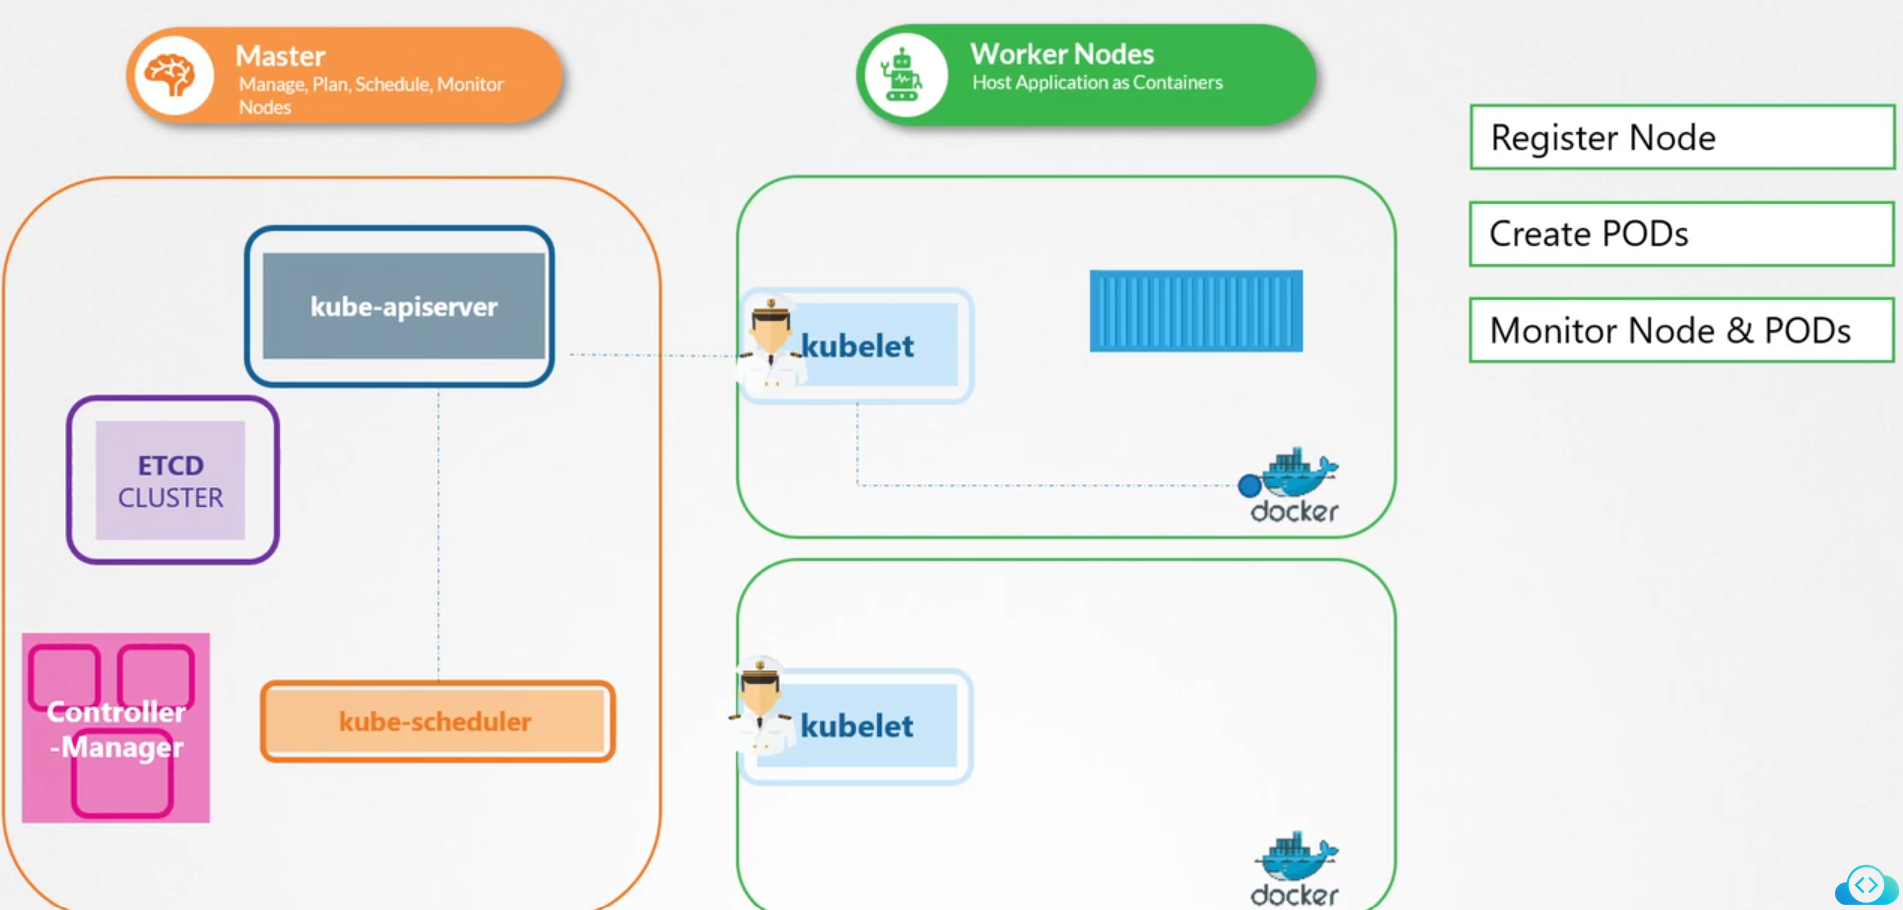 Master
Manage, Plan, Schedule, Monitor
Nodes
Worker Nodes
Host Application as Containers
Register Node
Create PODs
Monitor Node & PODs
kube-apiserver
kubelet
ETCD
CLUSTER
docker
Controller
-Manager
kube-scheduler
kubelet
docker